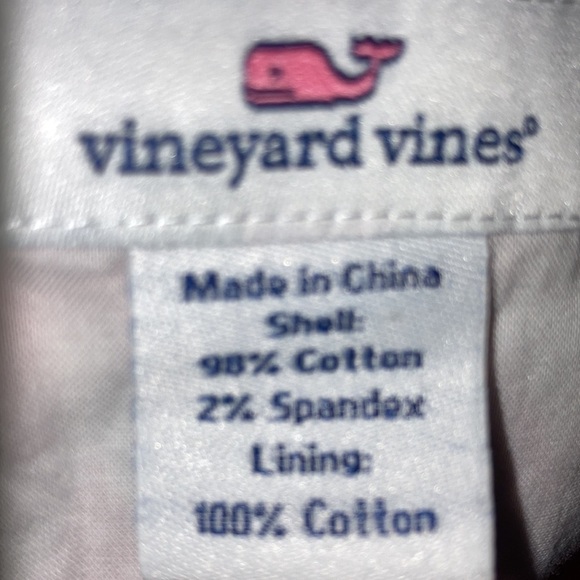 vineyard vines®
Made in China
Shell:
98% Cotton
2% Spandex
Lining:
100% Cotton